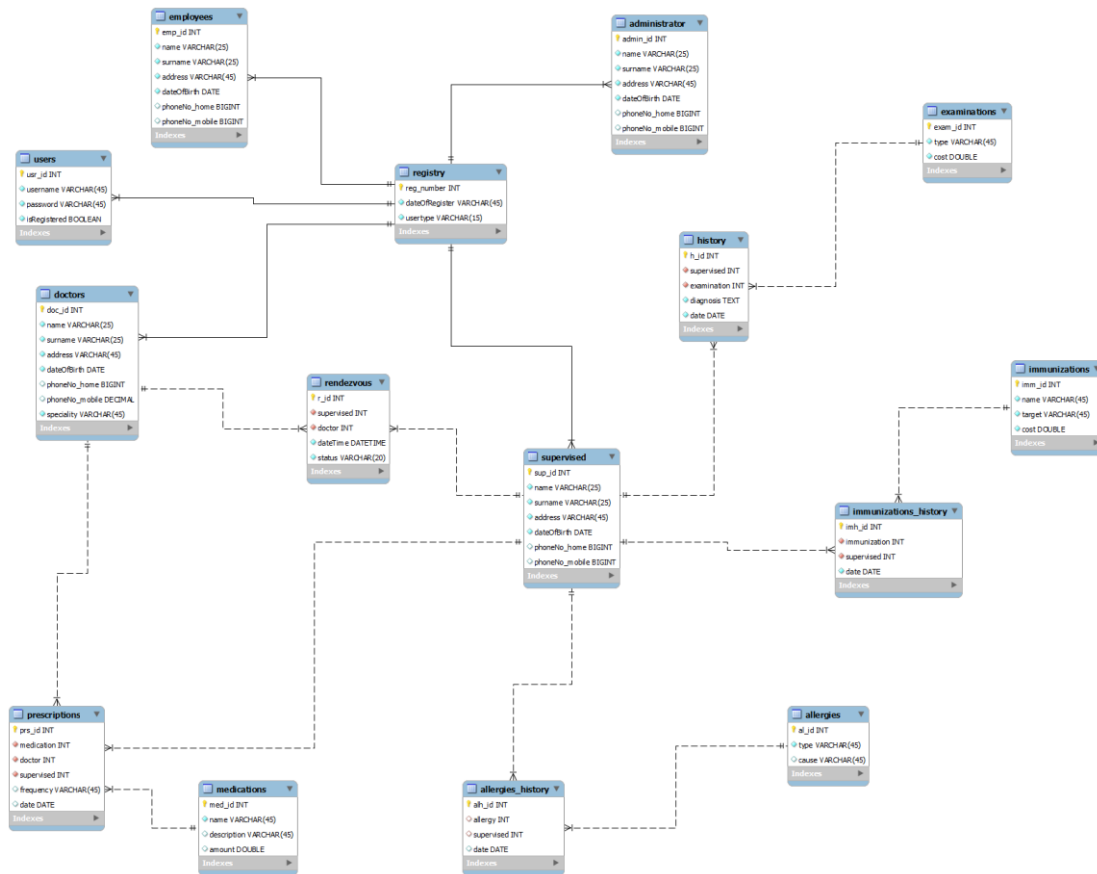 employees
emp_id INT
name VARCHAR(25)
surname VARCHAR(25)
address VARCHAR(45)
dateOfBirth DATE
phoneNo_home BIGINT
phoneNo_mobile BIGINT
Indexes
administrator
admin_id INT
name VARCHAR(25)
surname VARCHAR(25)
address VARCHAR(45)
dateOfBirth DATE
phoneNo_home BIGINT
phoneNo_mobile BIGINT
Indexes
examinations
exam_id INT
type VARCHAR(45)
cost DOUBLE
Indexes
users
usr_id INT
username VARCHAR(45)
password VARCHAR(45)
isRegistered BOOLEAN
Indexes
registry
reg_number INT
dateOfRegister VARCHAR(45)
usertype VARCHAR(15)
Indexes
history
h_id INT
supervised INT
examination INT
diagnosis TEXT
date DATE
Indexes
doctors
doc_id INT
name VARCHAR(25)
surname VARCHAR(25)
address VARCHAR(45)
dateOfBirth DATE
phoneNo_home BIGINT
phoneNo_mobile DECIMAL
speciality VARCHAR(45)
Indexes
rendezvous
r_id INT
supervised INT
doctor INT
dateTime DATETIME
status VARCHAR(20)
Indexes
immunizations
imm_id INT
name VARCHAR(45)
target VARCHAR(45)
cost DOUBLE
Indexes
supervised
sup_id INT
name VARCHAR(25)
surname VARCHAR(25)
address VARCHAR(45)
dateOfBirth DATE
phoneNo_home BIGINT
phoneNo_mobile BIGINT
Indexes
immunizations_history
imh_id INT
immunization INT
supervised INT
date DATE
Indexes
prescriptions
prs_id INT
medication INT
doctor INT
supervised INT
frequency VARCHAR(45)
date DATE
Indexes
medications
med_id INT
name VARCHAR(45)
description VARCHAR(45)
amount DOUBLE
Indexes
allergies_history
alh_id INT
allergy INT
supervised INT
date DATE
Indexes
allergies
al_id INT
type VARCHAR(45)
cause VARCHAR(45)
Indexes